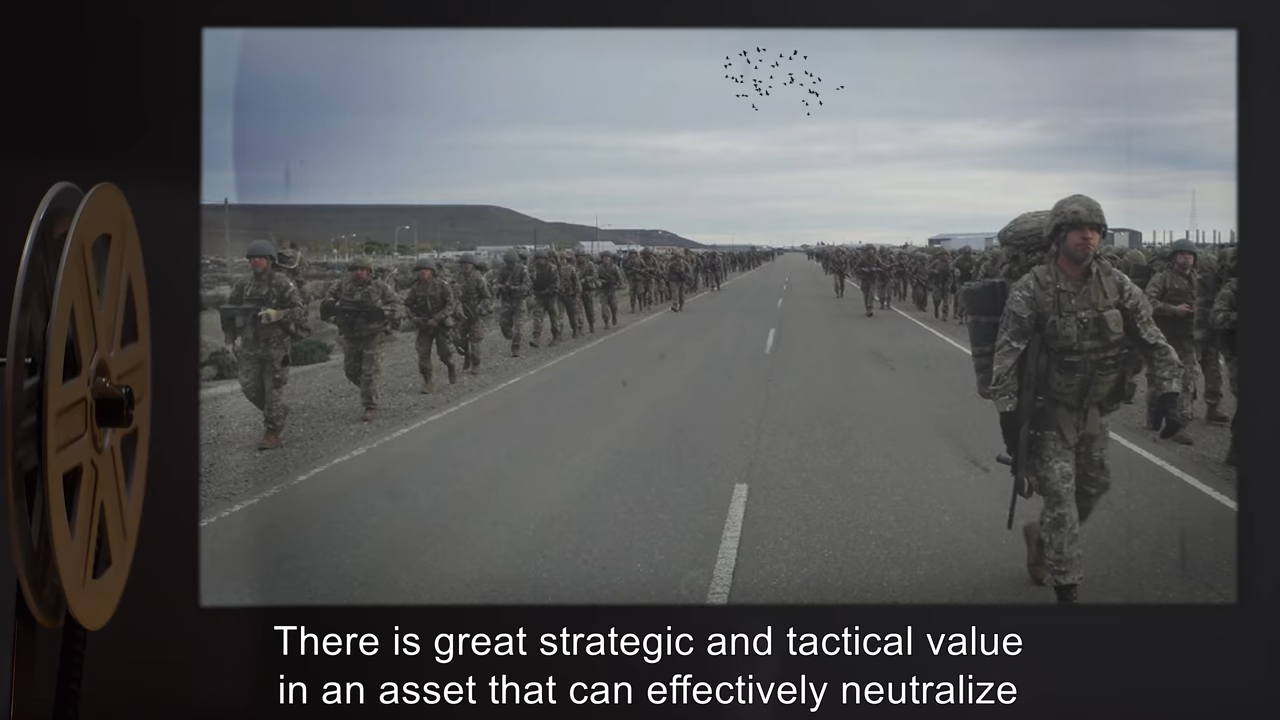 There is great strategic and tactical value
in an asset that can effectively neutralize